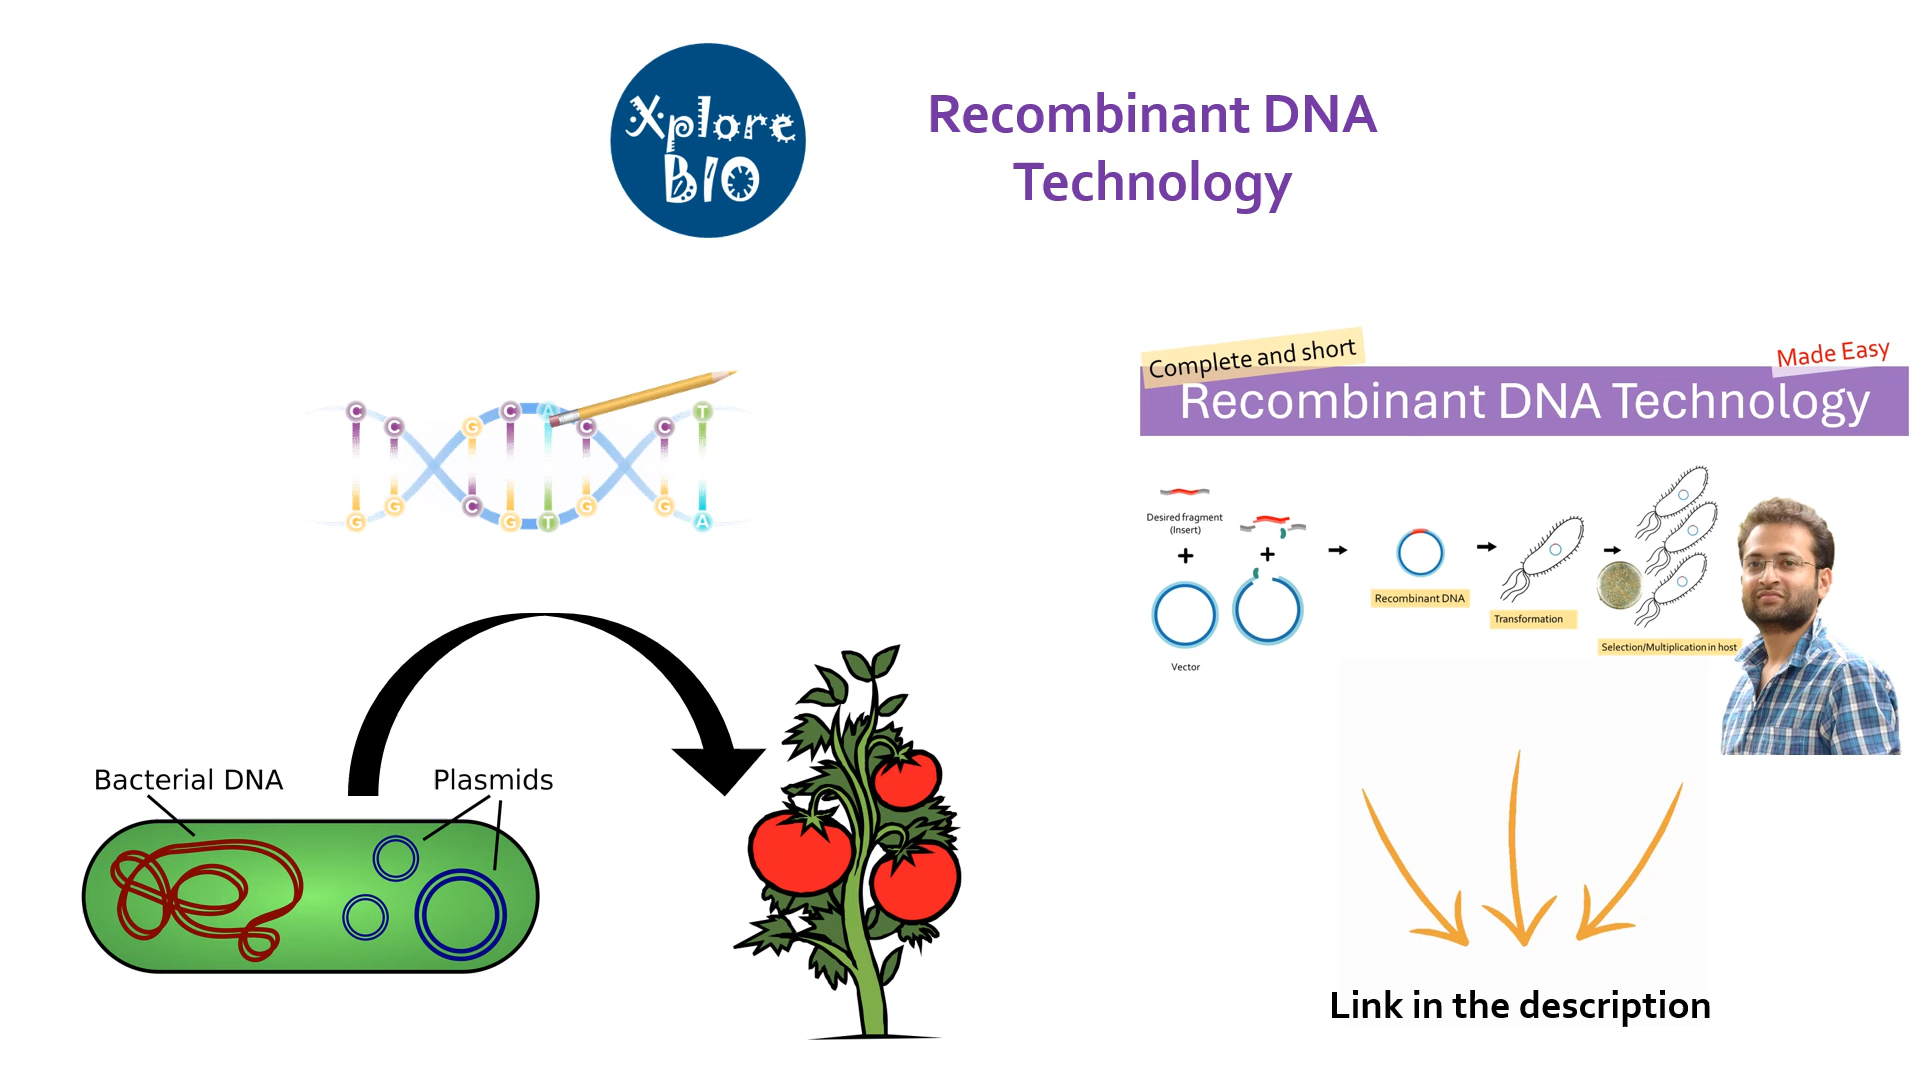 Xplore
BIO
Recombinant DNA
Technology
C C G C A C C T
G G C G T G G A
Bacterial DNA
Plasmids
Complete and short
Made Easy
Recombinant DNA Technology
Desired fragment
(Insert)
+
+
Vector
Recombinant DNA
Transformation
Selection/Multiplication in host
Link in the description